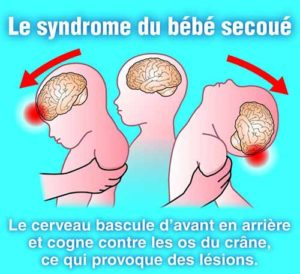 Le syndrome du bébé secoué
Le cerveau bascule d'avant en arrière
et cogne contre les os du crâne,
ce qui provoque des lésions.